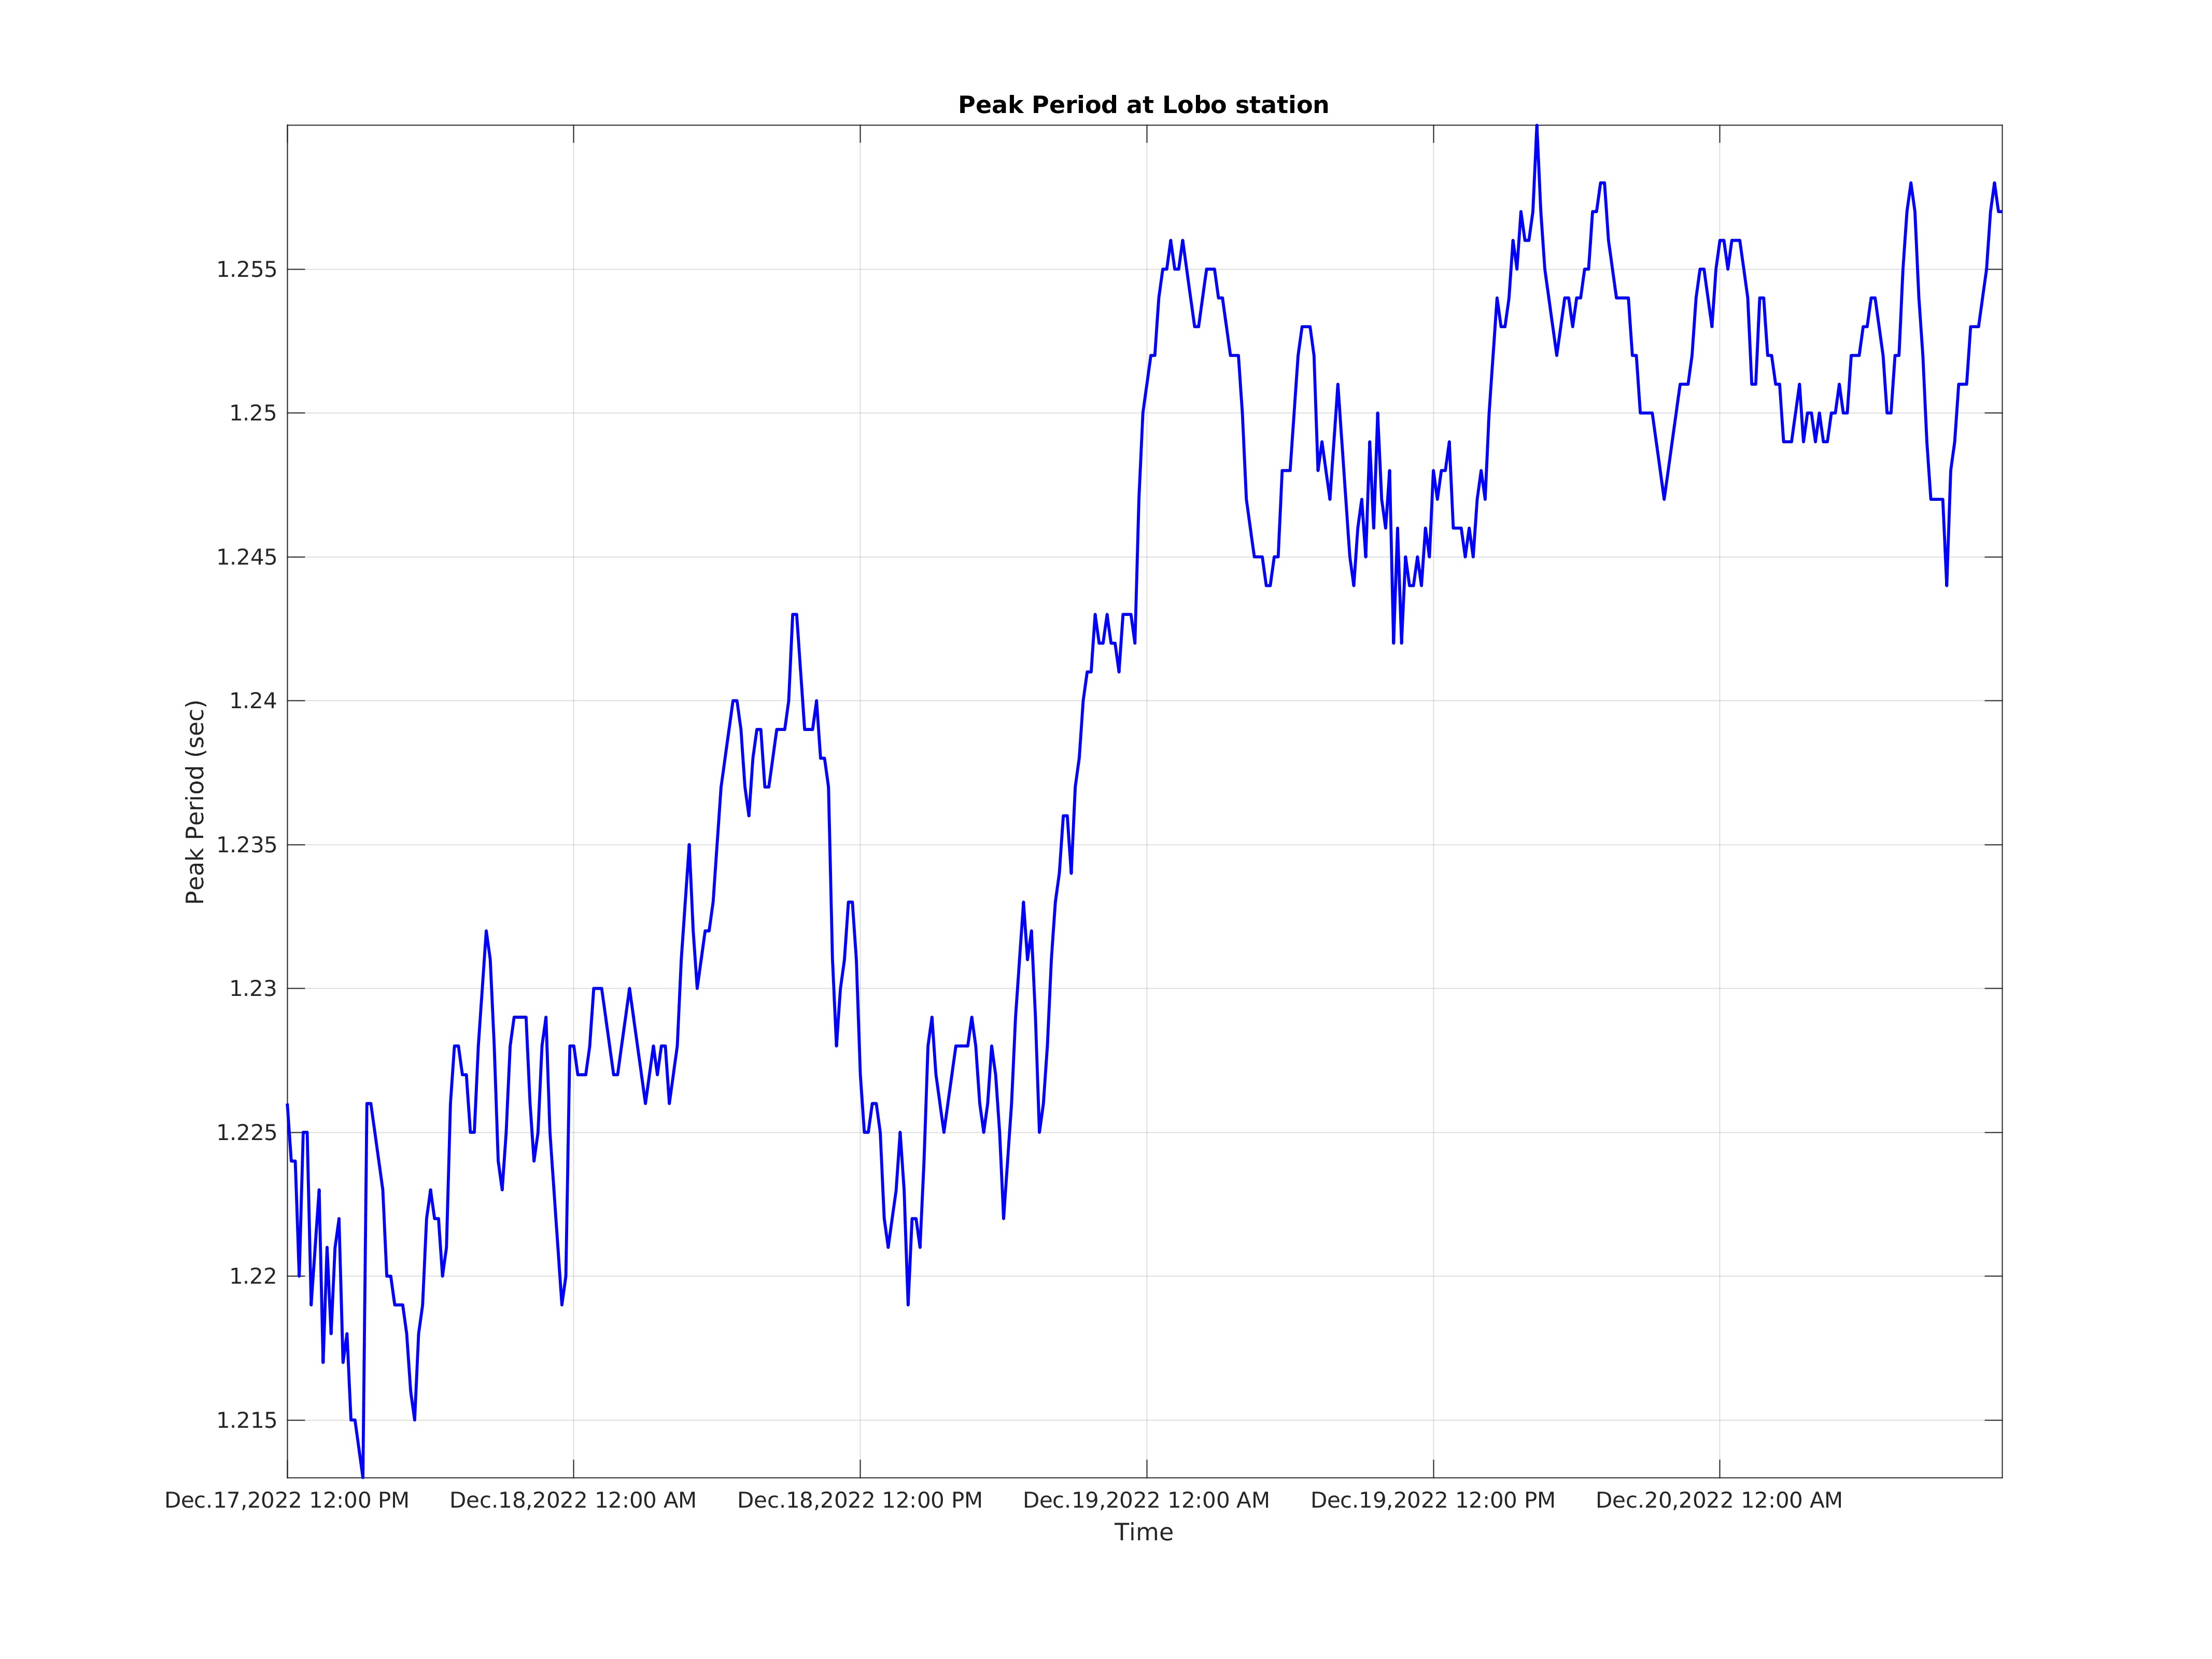 Peak Period at Lobo station
Peak Period (sec)
1.255
1.25
1.245
1.24
1.235
1.23
1.225
1.22
1.215
Dec.17,2022 12:00 PM
Dec.18,2022 12:00 AM
Dec.18,2022 12:00 PM
Dec.19,2022 12:00 AM
Dec.19,2022 12:00 PM
Dec.20,2022 12:00 AM
Time